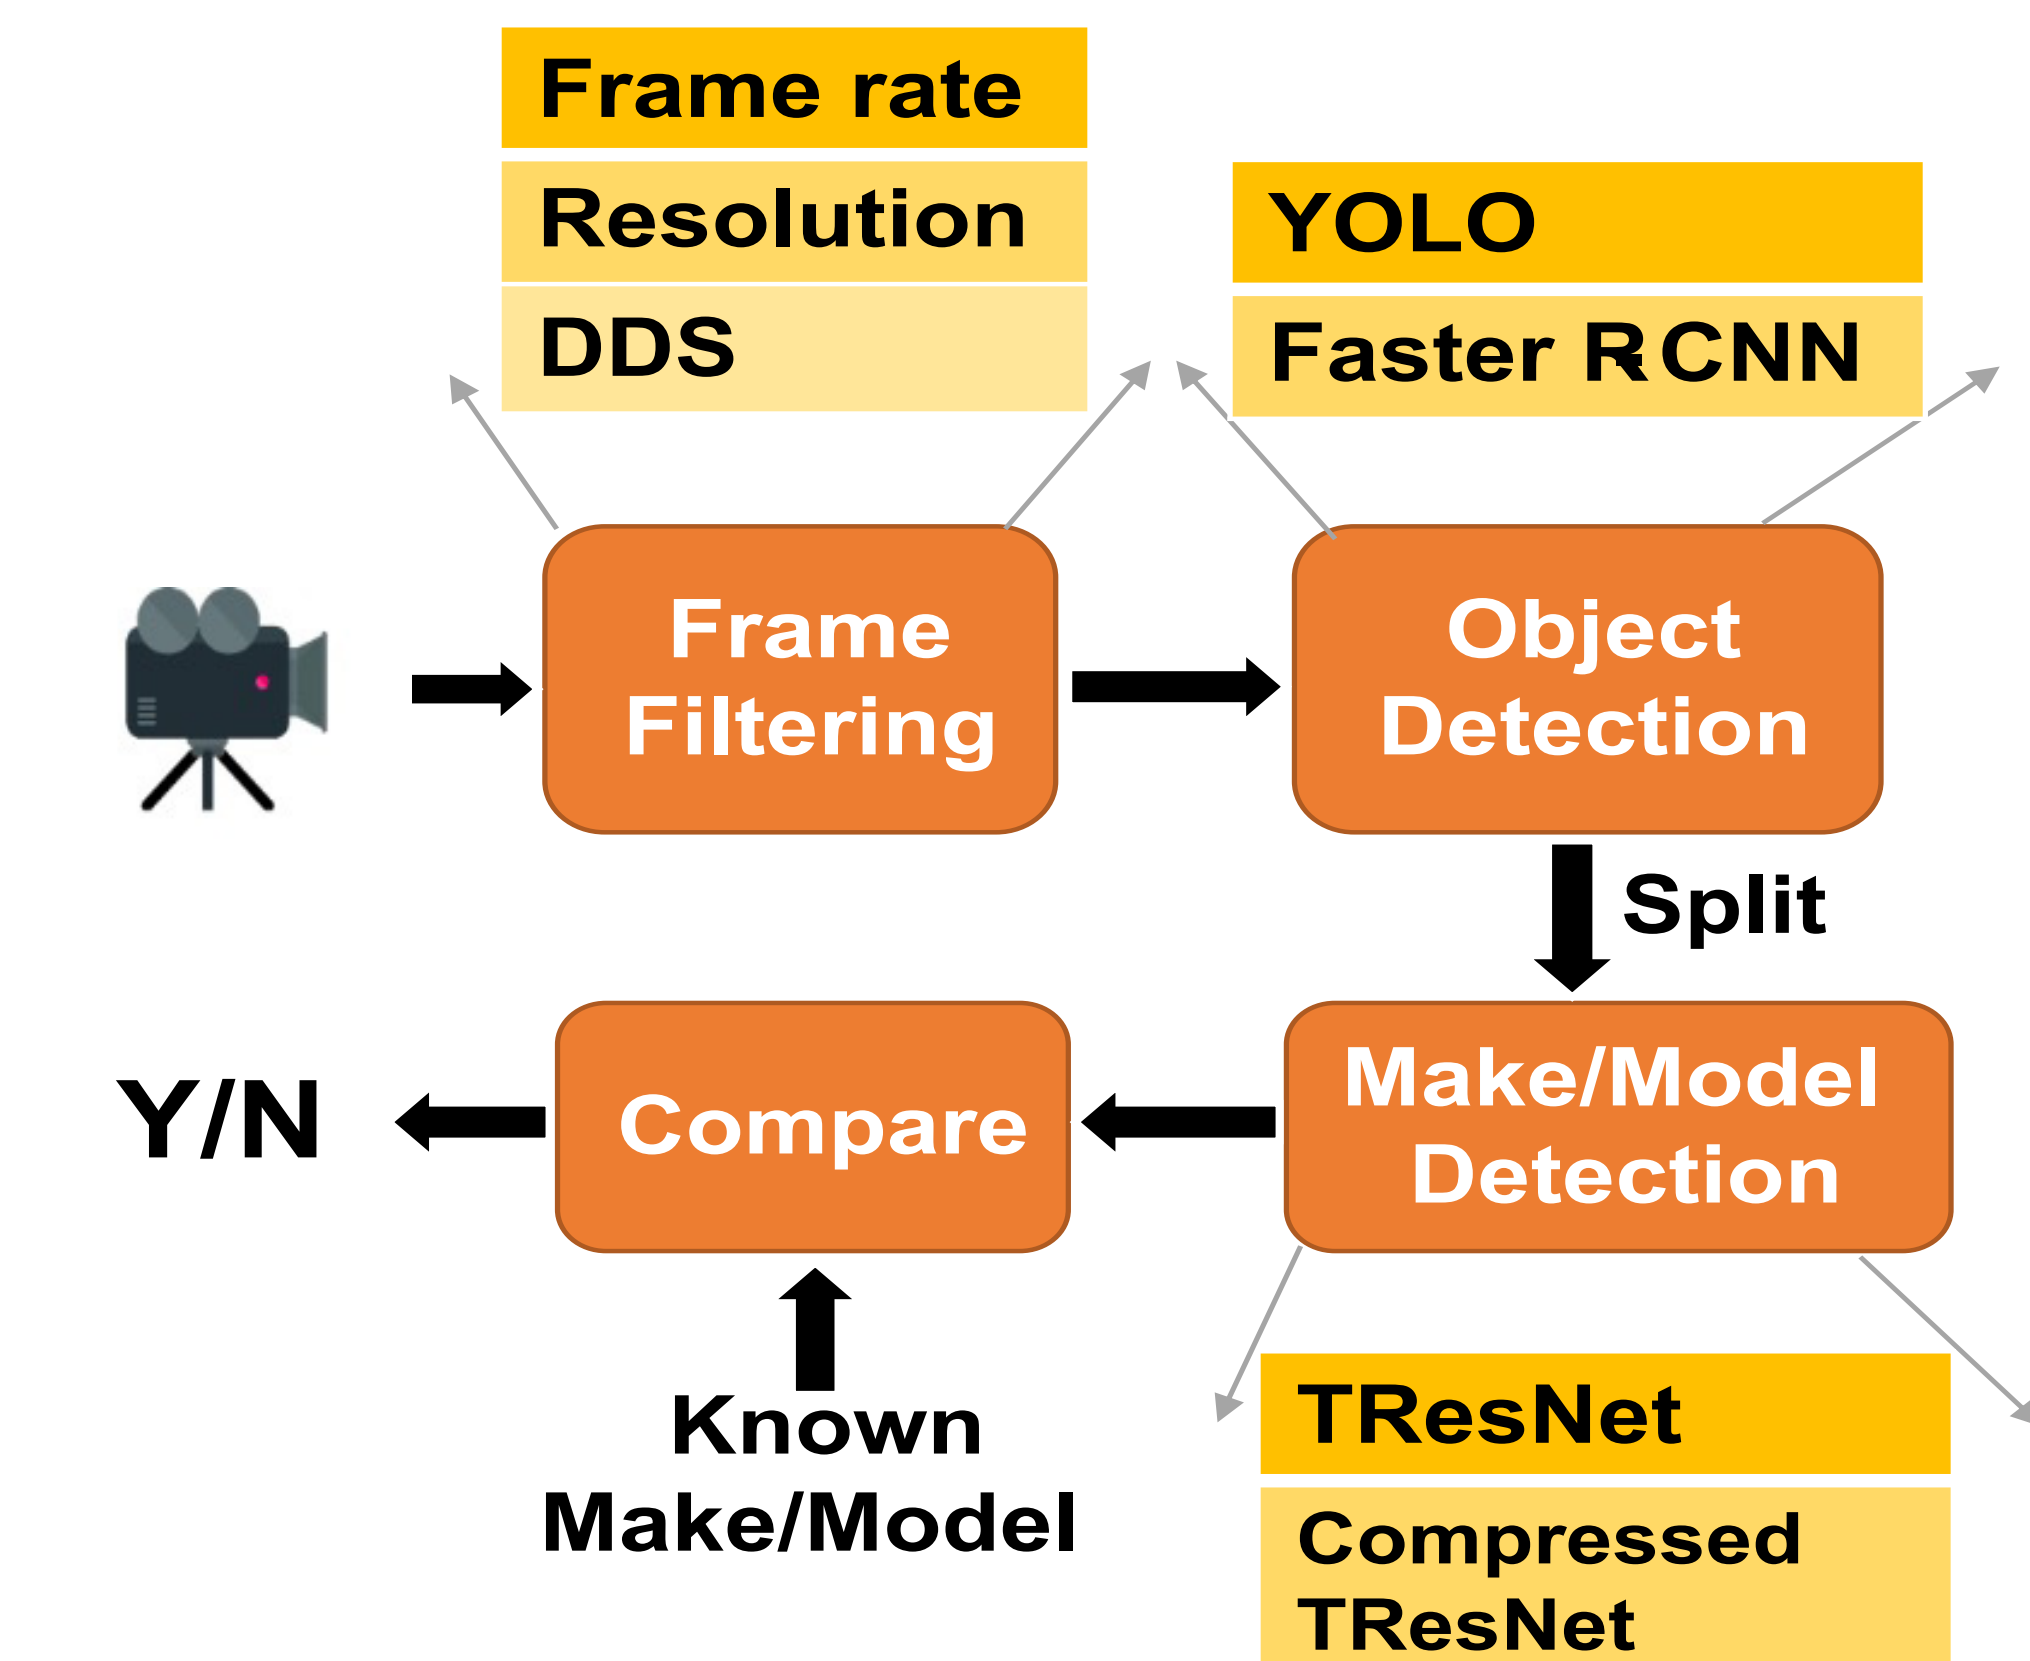 Frame rate
Resolution
DDS
YOLO
Faster R-CNN
Frame
Filtering
Object
Detection
Split
Make/Model
Detection
Compare
Y/N
Known
Make/Model
TResNet
Compressed
TResNet